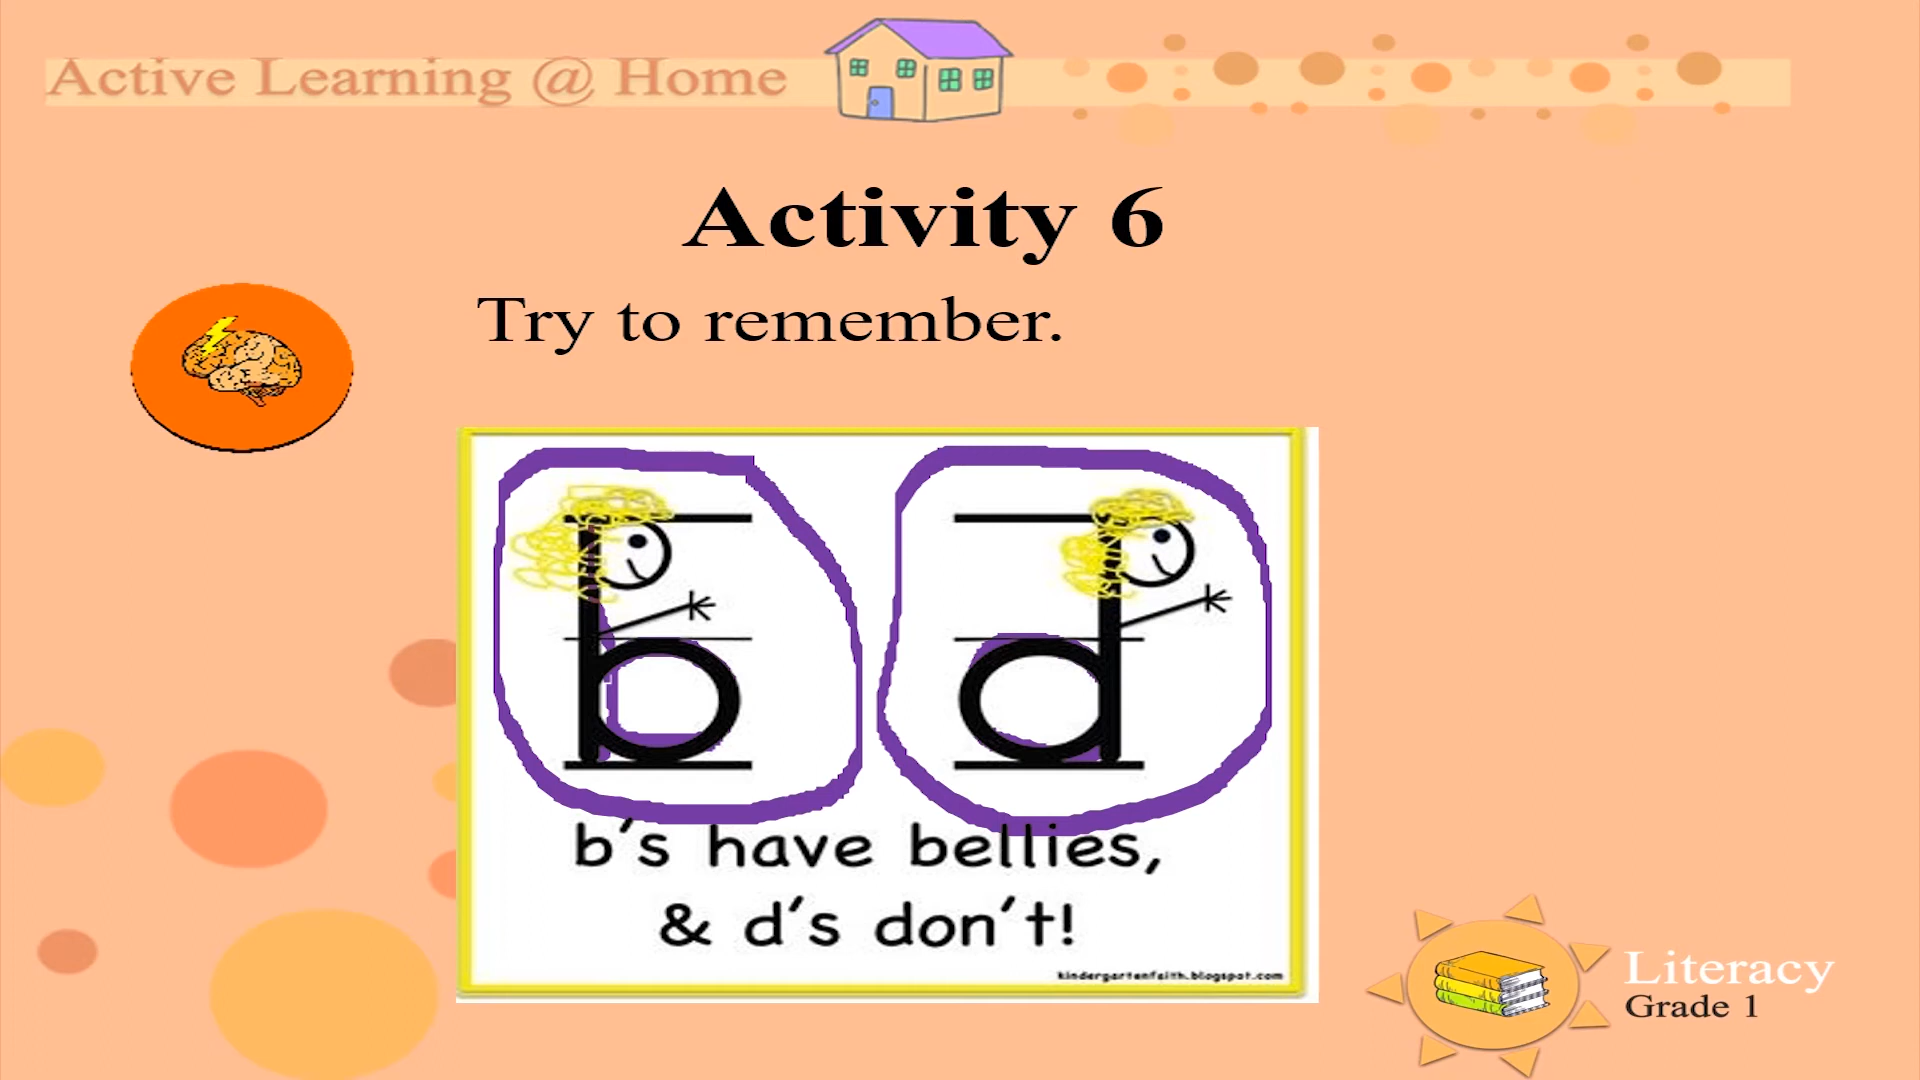 Active Learning @ Home
Activity 6
Try to remember.
b d
b's have bellies,
& d's don't!
kindergartenfaith.blogspot.com
Literacy
Grade 1